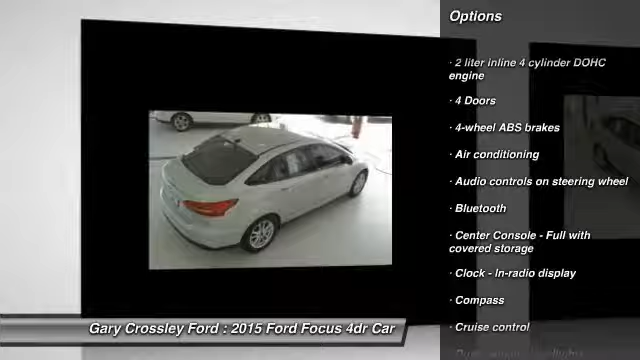 Options
· 2 liter inline 4 cylinder DOHC
engine
· 4 Doors
· 4-wheel ABS brakes
· Air conditioning
· Audio controls on steering wheel
· Bluetooth
· Center Console - Full with
covered storage
· Clock - In-radio display
· Compass
· Cruise control
Gary Crossley Ford : 2015 Ford Focus 4dr Car